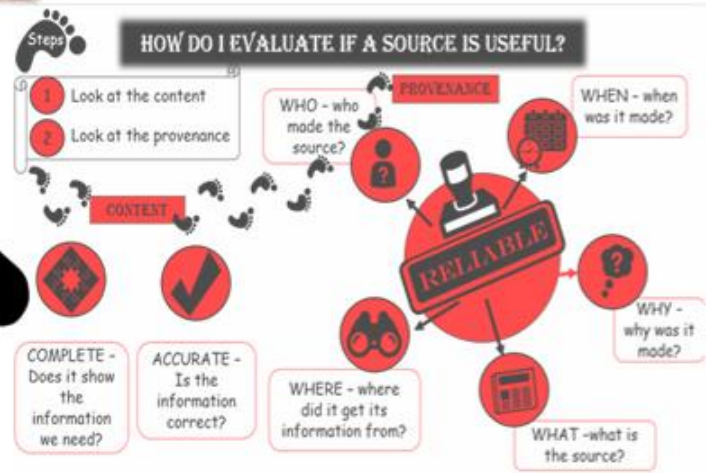 Steps
HOW DO I EVALUATE IF A SOURCE IS USEFUL?
1 Look at the content
2 Look at the provenance
PROVENANCE
WHO - who
made the
source?
WHEN - when
was it made?
CONTENT
RELIABLE
WHY -
why was it
made?
COMPLETE -
Does it show
the
information
we need?
ACCURATE -
Is the
information
correct?
WHERE - where
did it get its
information from?
WHAT -what is
the source?